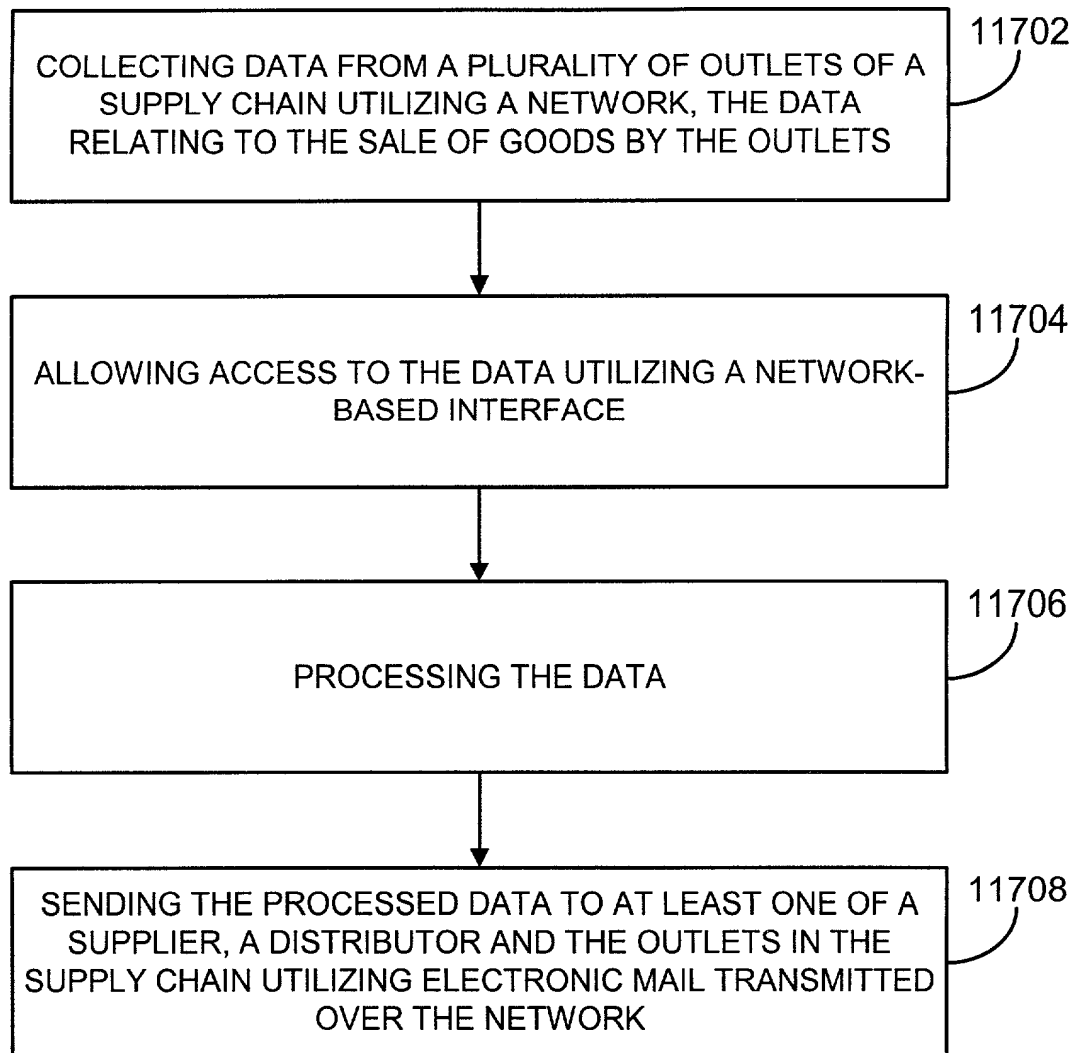 11702
COLLECTING DATA FROM A PLURALITY OF OUTLETS OF A
SUPPLY CHAIN UTILIZING A NETWORK, THE DATA
RELATING TO THE SALE OF GOODS BY THE OUTLETS
11704
ALLOWING ACCESS TO THE DATA UTILIZING A NETWORK-
BASED INTERFACE
11706
PROCESSING THE DATA
11708
SENDING THE PROCESSED DATA TO AT LEAST ONE OF A
SUPPLIER, A DISTRIBUTOR AND THE OUTLETS IN THE
SUPPLY CHAIN UTILIZING ELECTRONIC MAIL TRANSMITTED
OVER THE NETWORK